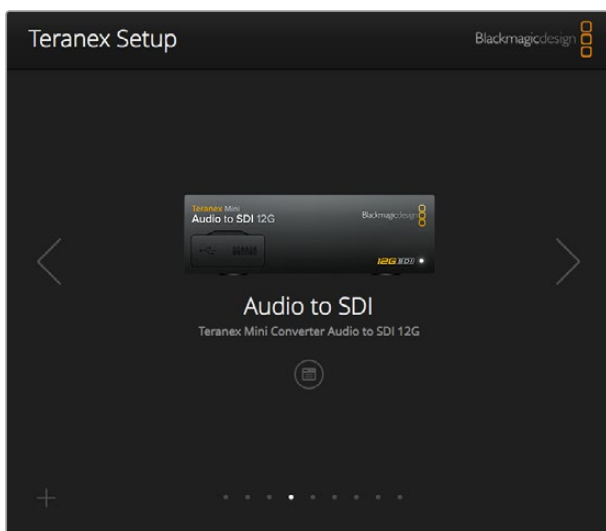 Teranex Setup
Blackmagicdesign
Teranex Mini
Audio to SDI 12G
Blackmagicdesign
12G SDI
Audio to SDI
Teranex Mini Converter Audio to SDI 12G